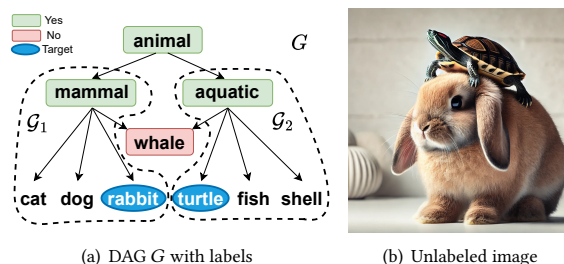 Yes
No
Target
animal
G
mammal
aquatic
G1
whale
G2
cat dog rabbit turtle fish shell
(a) DAG G with labels
(b) Unlabeled image